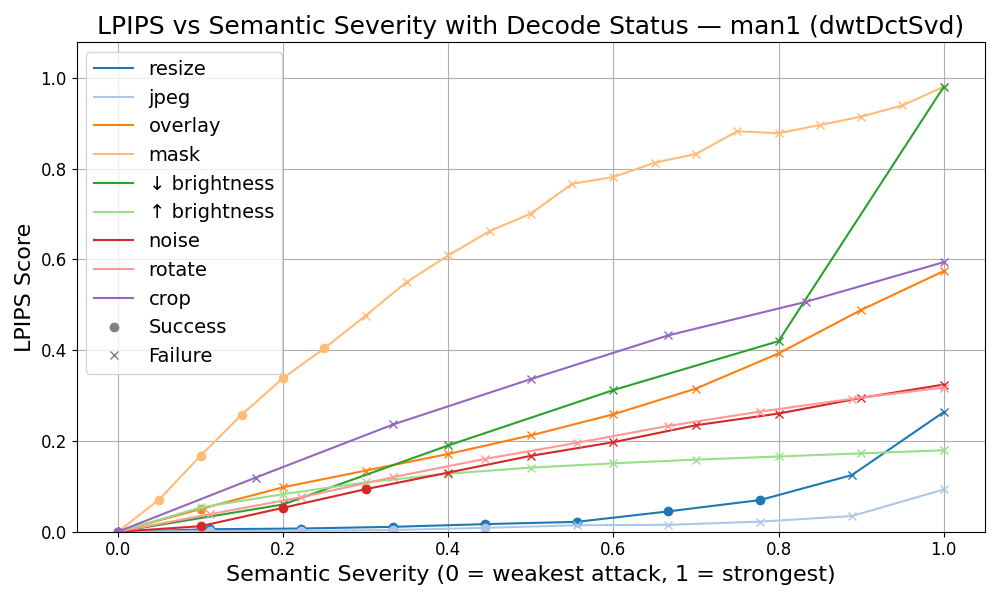 LPIPS vs Semantic Severity with Decode Status — man1 (dwtDctSvd)
LPIPS Score
1.0
0.8
0.6
0.4
0.2
0.0
resize
jpeg
overlay
mask
↓ brightness
↑ brightness
noise
rotate
crop
Success
Failure
0.0 0.2 0.4 0.6 0.8 1.0
Semantic Severity (0 = weakest attack, 1 = strongest)